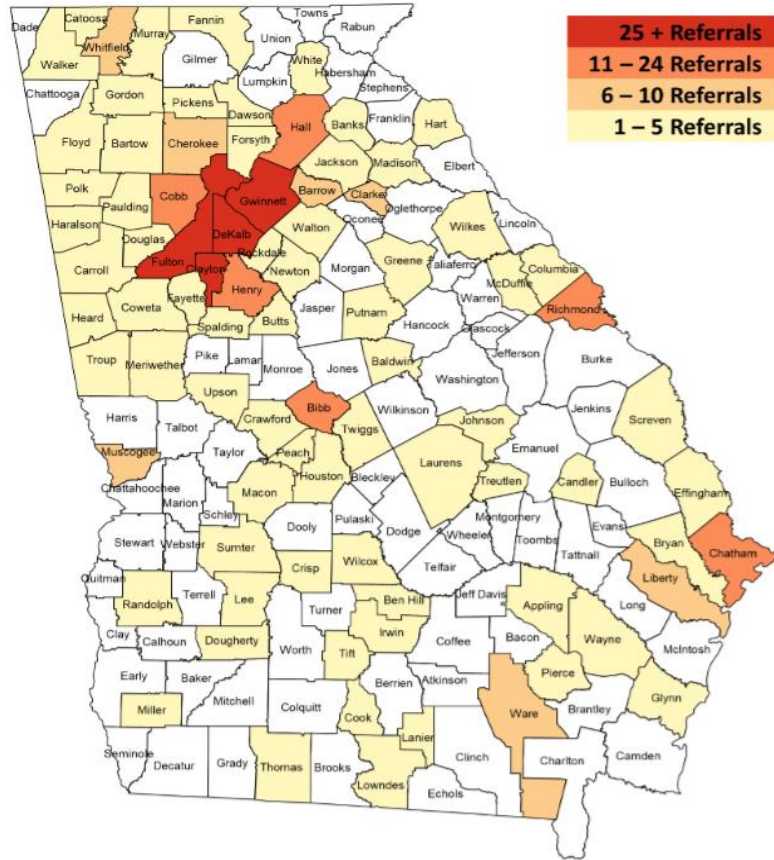 25 + Referrals
11 – 24 Referrals
6 – 10 Referrals
1 – 5 Referrals
Dade
Catoosa
Whitfield
Murray
Fannin
Union
Towns
Rabun
Walker
Gilmer
White
Habersham
Lumpkin
Stephens
Chattooga
Gordon
Pickens
Dawson
Hall
Banks
Franklin
Hart
Floyd
Bartow
Cherokee
Forsyth
Jackson
Madison
Elbert
Polk
Cobb
Gwinnett
Barrow
Clarke
Oconee
Oglethorpe
Lincoln
Paulding
Haralson
Douglas
DeKalb
Walton
Wilkes
Carroll
Fulton
Clayton
Rockdale
Newton
Morgan
Greene
Taliaferro
McDuffie
Columbia
Heard
Coweta
Fayette
Henry
Butts
Jasper
Putnam
Hancock
Warren
Glascock
Richmond
Spalding
Troup
Meriwether
Pike
Lamar
Monroe
Jones
Baldwin
Washington
Jefferson
Burke
Upson
Harris
Talbot
Crawford
Bibb
Twiggs
Wilkinson
Johnson
Jenkins
Screven
Emanuel
Muscogee
Taylor
Peach
Houston
Laurens
Bleckley
Treutlen
Candler
Bulloch
Effingham
Chattahoochee
Marion
Schley
Macon
Dooly
Pulaski
Dodge
Wheeler
Montgomery
Toombs
Tattnall
Evans
Bryan
Chatham
Stewart
Webster
Sumter
Crisp
Wilcox
Telfair
Liberty
Long
Quitman
Randolph
Terrell
Lee
Turner
Ben Hill
Irwin
Jeff Davis
Appling
Wayne
McIntosh
Clay
Calhoun
Dougherty
Worth
Tift
Coffee
Bacon
Pierce
Early
Baker
Mitchell
Colquitt
Berrien
Atkinson
Ware
Brantley
Glynn
Miller
Cook
Lanier
Clinch
Charlton
Camden
Seminole
Decatur
Grady
Thomas
Brooks
Lowndes
Echols